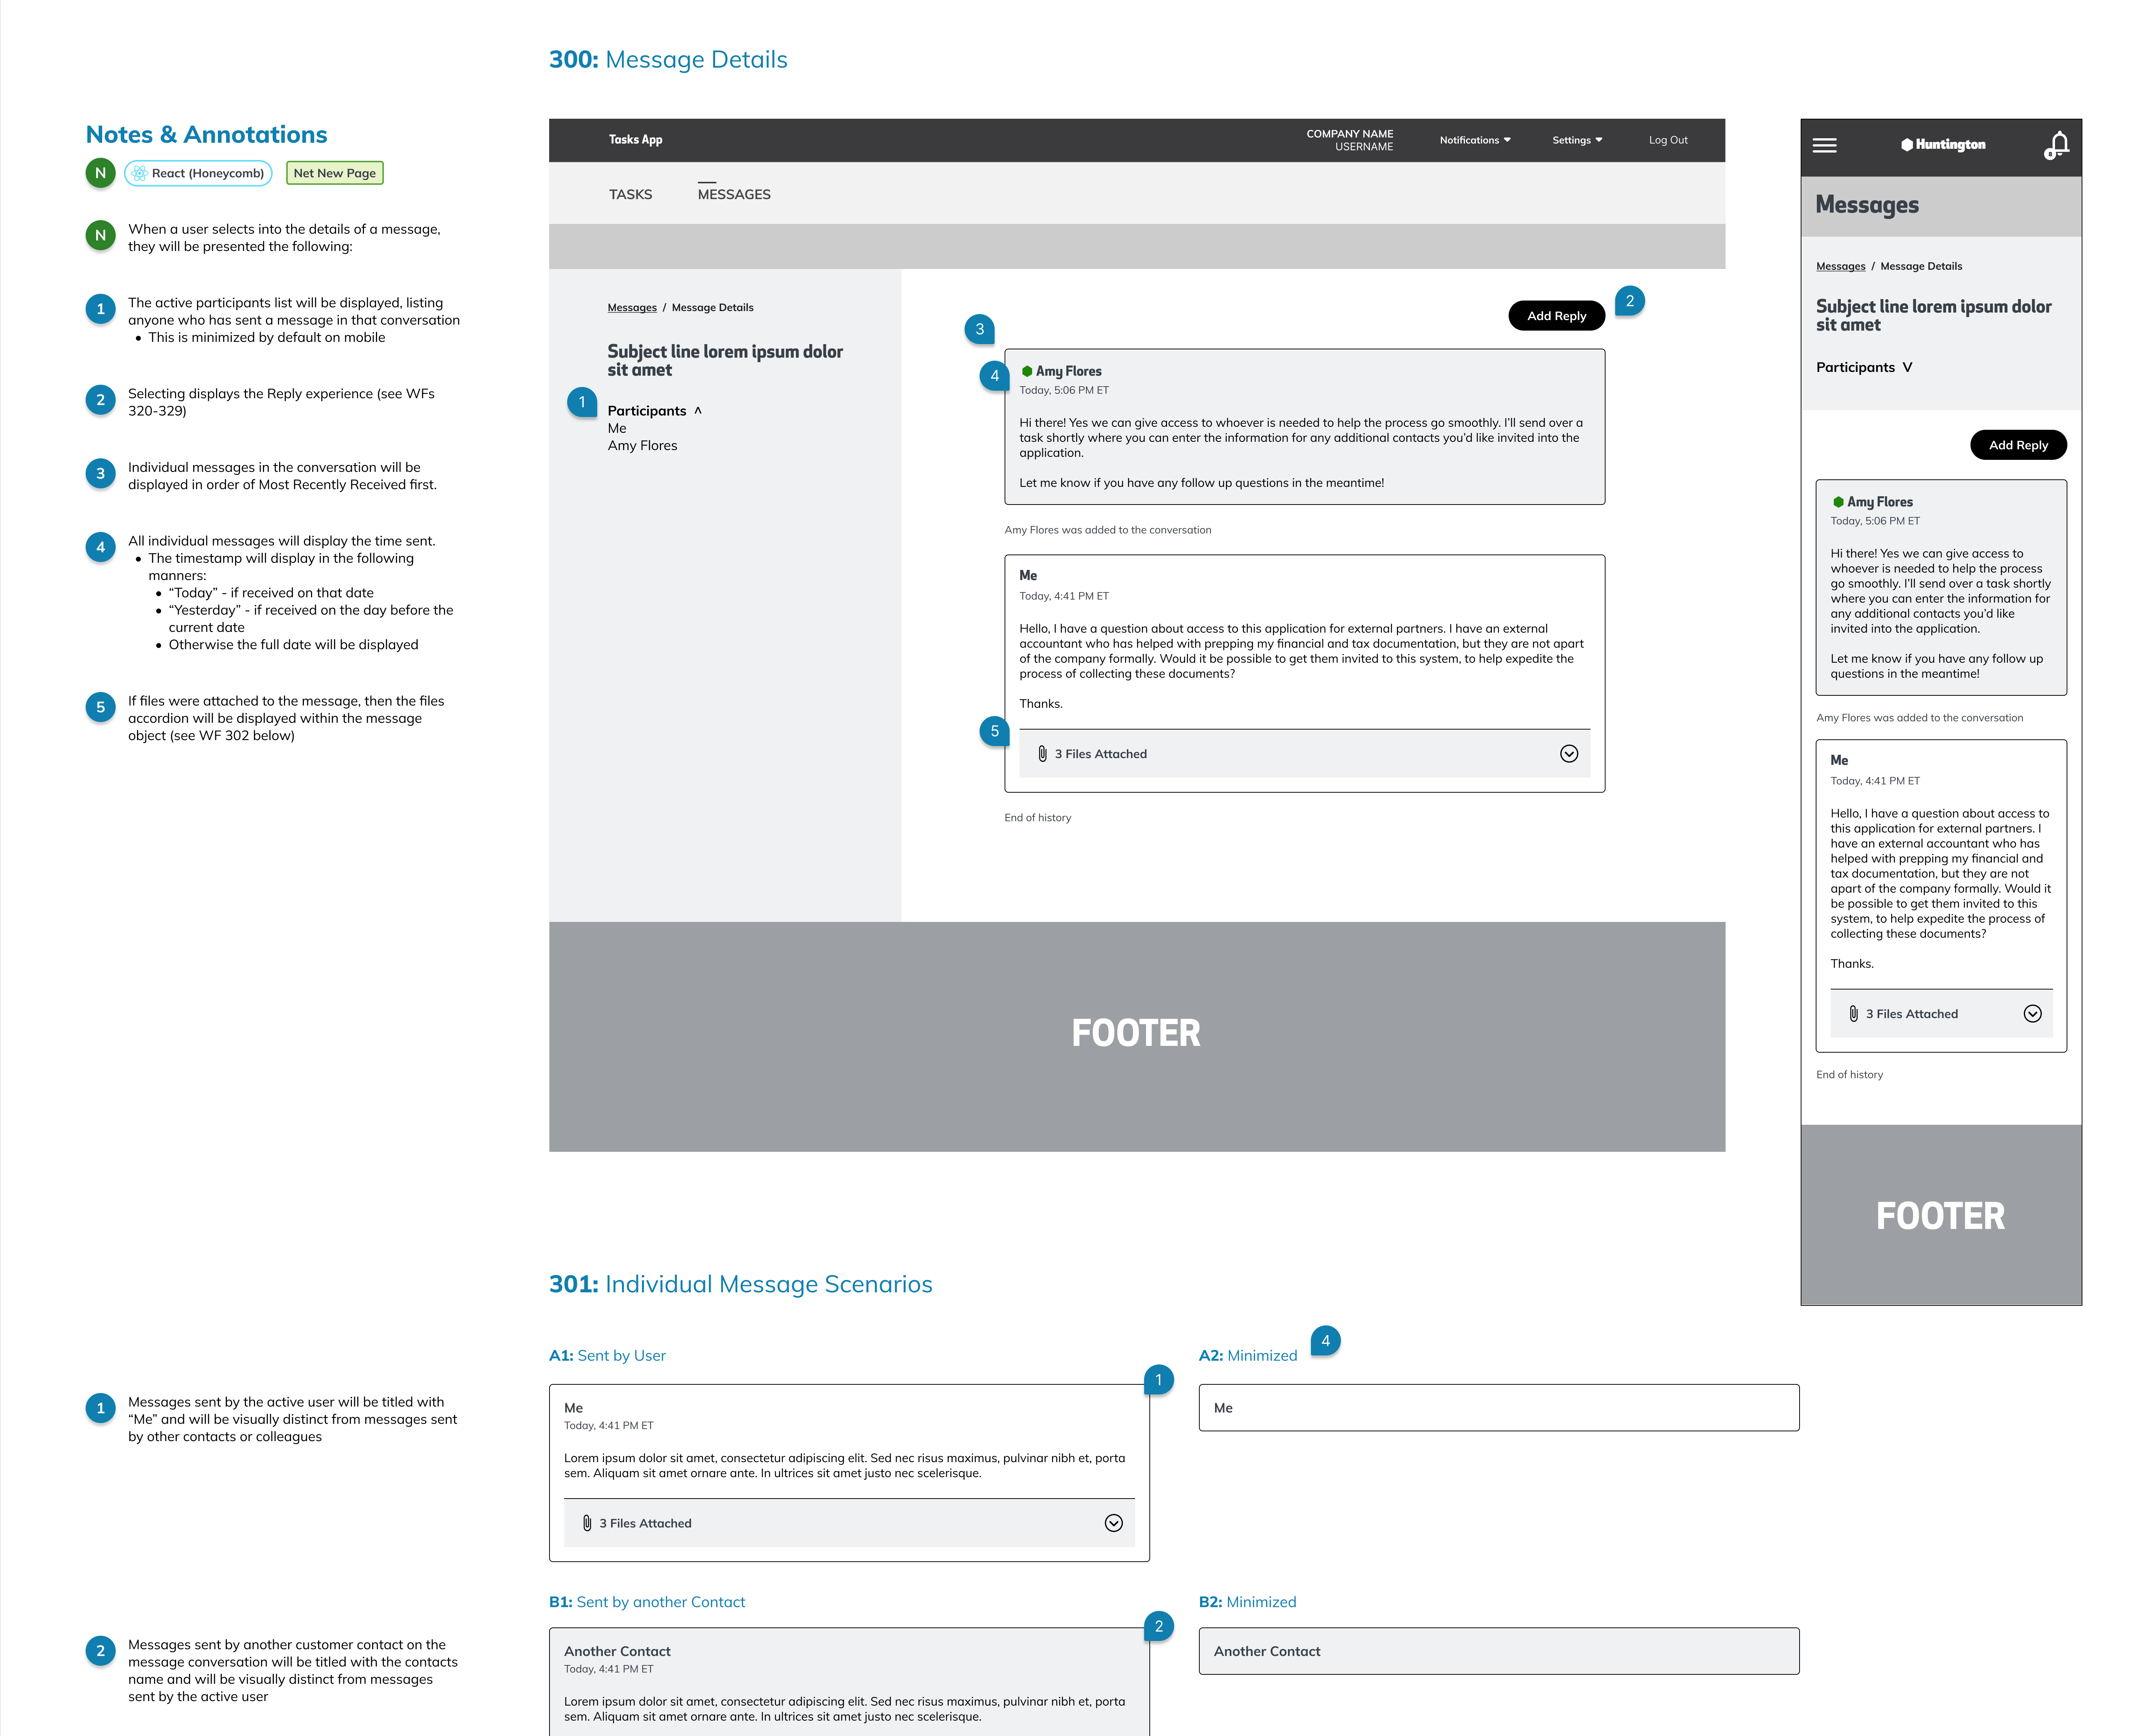 300: Message Details
Notes & Annotations
N
React (Honeycomb)
Net New Page
N
When a user selects into the details of a message,
they will be presented the following:
1
The active participants list will be displayed, listing
anyone who has sent a message in that conversation
• This is minimized by default on mobile
2
Selecting displays the Reply experience (see WFs
320-329)
3
Individual messages in the conversation will be
displayed in order of Most Recently Received first.
4
All individual messages will display the time sent.
• The timestamp will display in the following
manners:
• “Today” - if received on that date
• “Yesterday” - if received on the day before the
current date
• Otherwise the full date will be displayed
5
If files were attached to the message, then the files
accordion will be displayed within the message
object (see WF 302 below)
Tasks App
COMPANY NAME
USERNAME
Notifications
Settings
Log Out
TASKS
MESSAGES
Messages / Message Details
Subject line lorem ipsum dolor
sit amet
1
Participants ^
Me
Amy Flores
Add Reply
2
3
4
Amy Flores
Today, 5:06 PM ET
Hi there! Yes we can give access to whoever is needed to help the process go smoothly. I’ll send over a
task shortly where you can enter the information for any additional contacts you’d like invited into the
application.
Let me know if you have any follow up questions in the meantime!
Amy Flores was added to the conversation
Me
Today, 4:41 PM ET
Hello, I have a question about access to this application for external partners. I have an external
accountant who has helped with prepping my financial and tax documentation, but they are not apart
of the company formally. Would it be possible to get them invited to this system, to help expedite the
process of collecting these documents?
Thanks.
5
3 Files Attached
End of history
FOOTER
Huntington
Messages
Messages / Message Details
Subject line lorem ipsum dolor
sit amet
Participants V
Add Reply
Amy Flores
Today, 5:06 PM ET
Hi there! Yes we can give access to
whoever is needed to help the process
go smoothly. I’ll send over a task shortly
where you can enter the information for
any additional contacts you’d like
invited into the application.
Let me know if you have any follow up
questions in the meantime!
Amy Flores was added to the conversation
Me
Today, 4:41 PM ET
Hello, I have a question about access to
this application for external partners. I
have an external accountant who has
helped with prepping my financial and
tax documentation, but they are not
apart of the company formally. Would it
be possible to get them invited to this
system, to help expedite the process of
collecting these documents?
Thanks.
3 Files Attached
End of history
FOOTER
301: Individual Message Scenarios
1
Messages sent by the active user will be titled with
“Me” and will be visually distinct from messages sent
by other contacts or colleagues
A1: Sent by User
1
Me
Today, 4:41 PM ET
Lorem ipsum dolor sit amet, consectetur adipiscing elit. Sed nec risus maximus, pulvinar nibh et, porta
sem. Aliquam sit amet ornare ante. In ultrices sit amet justo nec scelerisque.
3 Files Attached
A2: Minimized
4
Me
2
Messages sent by another customer contact on the
message conversation will be titled with the contacts
name and will be visually distinct from messages
sent by the active user
B1: Sent by another Contact
2
Another Contact
Today, 4:41 PM ET
Lorem ipsum dolor sit amet, consectetur adipiscing elit. Sed nec risus maximus, pulvinar nibh et, porta
sem. Aliquam sit amet ornare ante. In ultrices sit amet justo nec scelerisque.
B2: Minimized
Another Contact